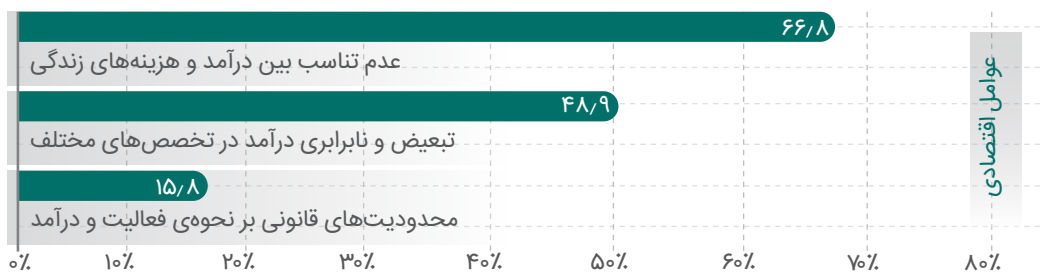 عوامل اقتصادی
۶۶٫۸
عدم تناسب بین درآمد و هزینه‌های زندگی
۴۸٫۹
تبعیض و نابرابری درآمد در تخصص‌های مختلف
۱۵٫۸
محدودیت‌های قانونی بر نحوه‌ی فعالیت و درآمد
۰٪ ۱۰٪ ۲۰٪ ۳۰٪ ۴۰٪ ۵۰٪ ۶۰٪ ۷۰٪ ۸۰٪